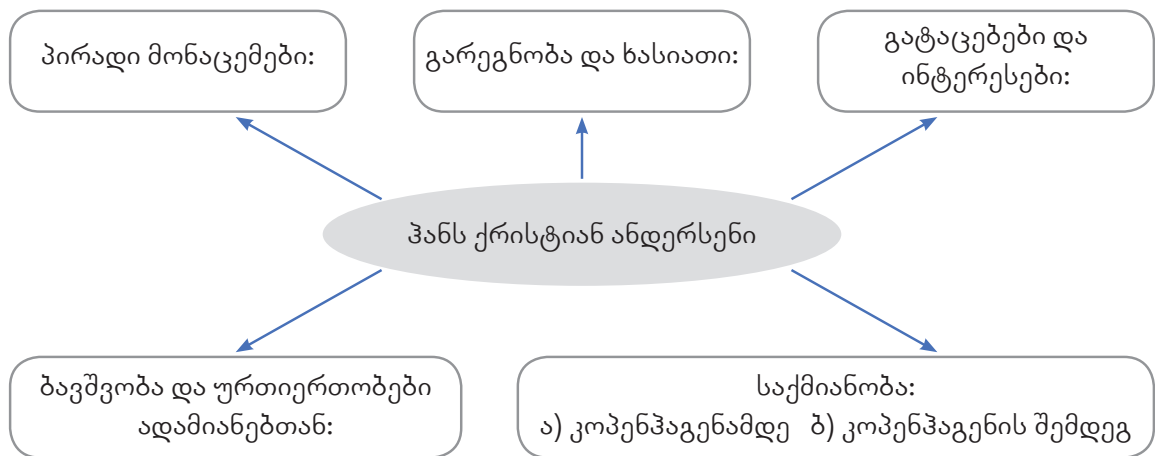 პირადი მონაცემები:
გარეგნობა და ხასიათი:
გატაცებები და
ინტერესები:
ჰანს ქრისტიან ანდერსენი
ბავშვობა და ურთიერთობები
ადამიანებთან:
საქმიანობა:
ა) კოპენჰაგენამდე ბ) კოპენჰაგენის შემდეგ